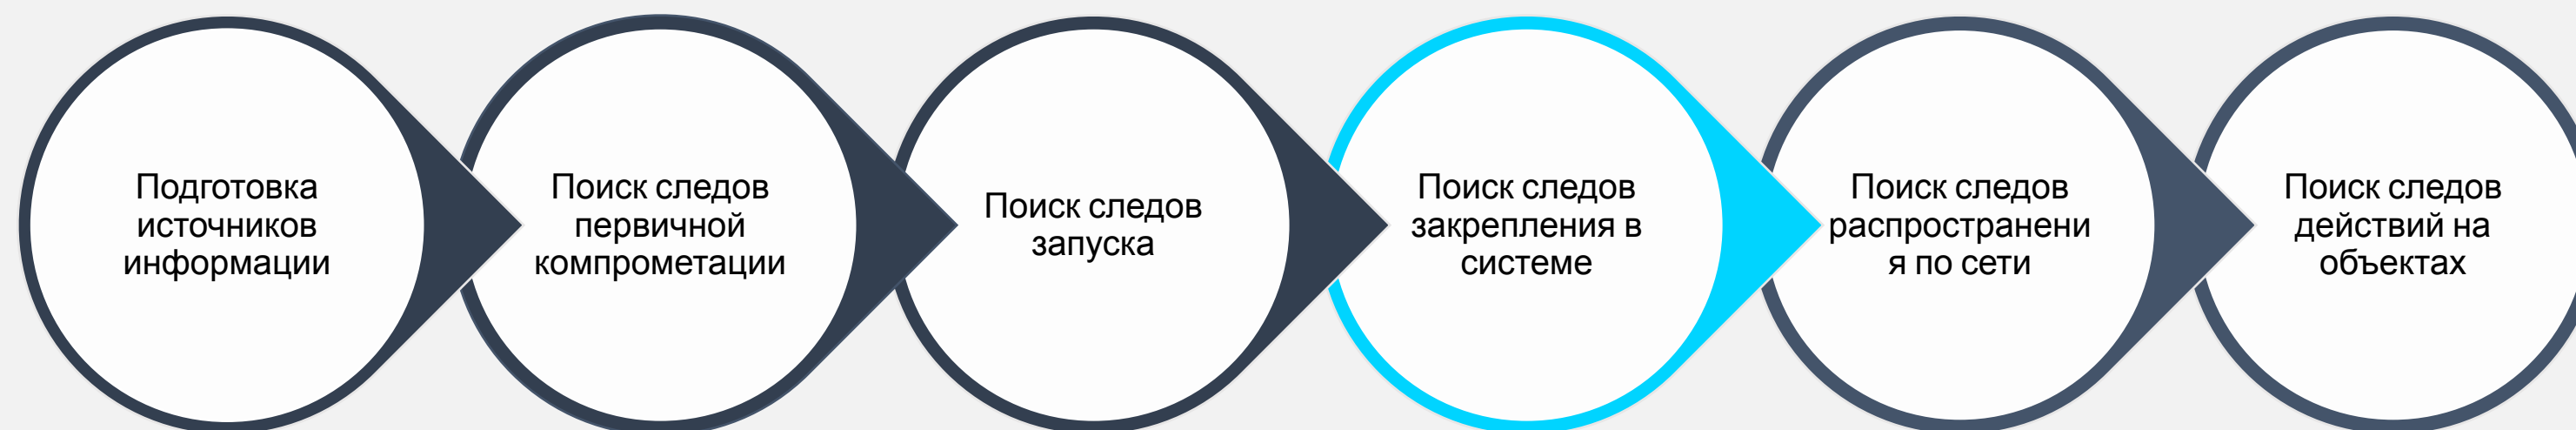 Подготовка
источников
информации
Поиск следов
первичной
компрометации
Поиск следов
запуска
Поиск следов
закрепления в
системе
Поиск следов
распространени
я по сети
Поиск следов
действий на
объектах